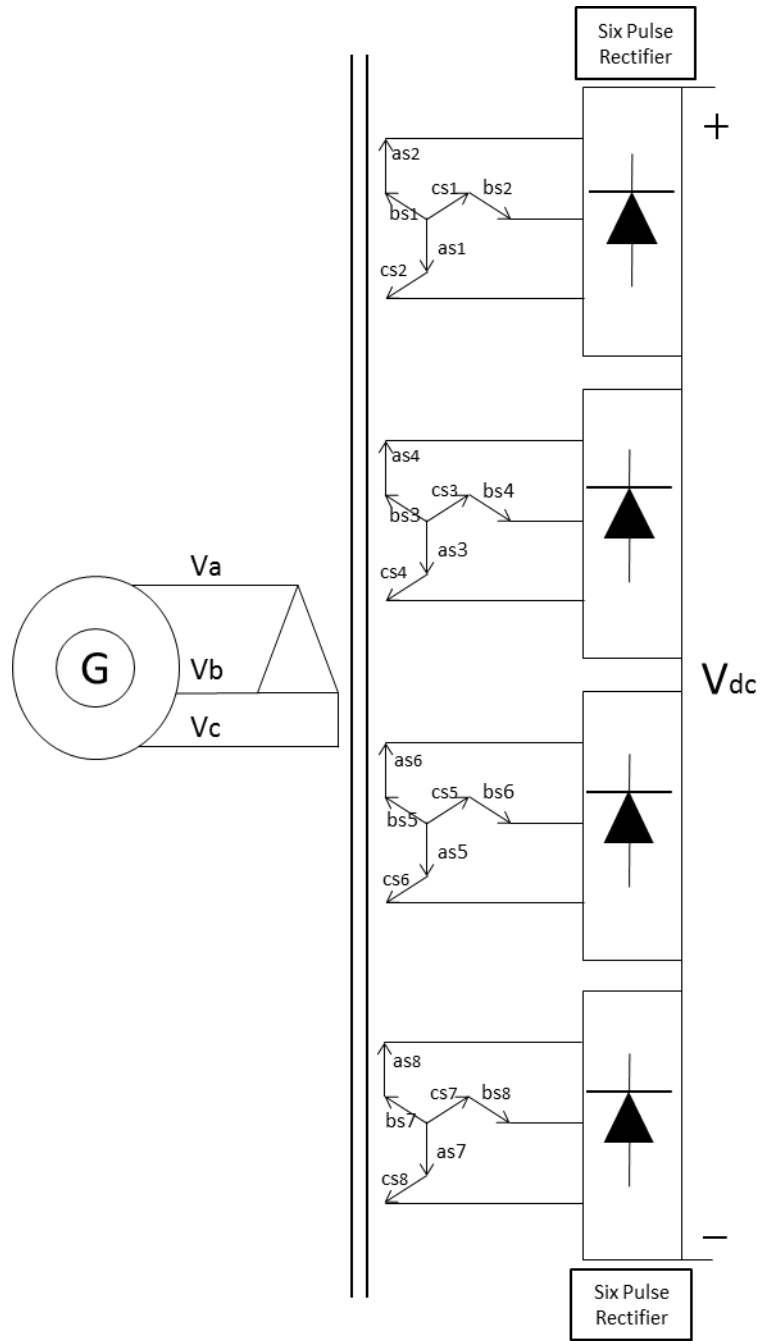 Six Pulse
Rectifier
+
as2
cs1 bs2
bs1
as1
cs2
as4
cs3 bs4
bs3
as3
cs4
Va
G
Vb
Vc
Vdc
as6
cs5 bs6
bs5
as5
cs6
as8
cs7 bs8
bs7
as7
cs8
–
Six Pulse
Rectifier